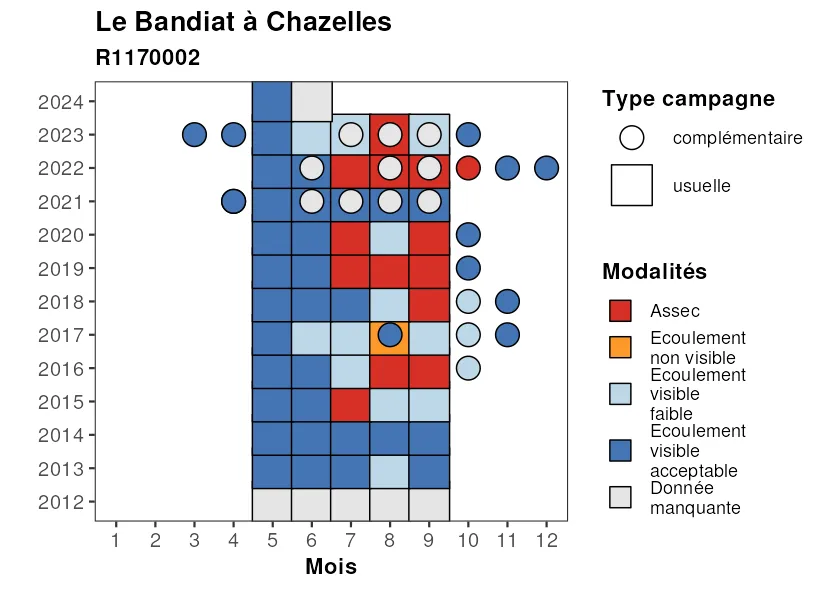 Le Bandiat à Chazelles
R1170002
2024
2023
2022
2021
2020
2019
2018
2017
2016
2015
2014
2013
2012
1 2 3 4 5 6 7 8 9 10 11 12
Mois
Type campagne
complémentaire
usuelle
Modalités
Assec
Ecoulement
non visible
Ecoulement
visible
faible
Ecoulement
visible
acceptable
Donnée
manquante